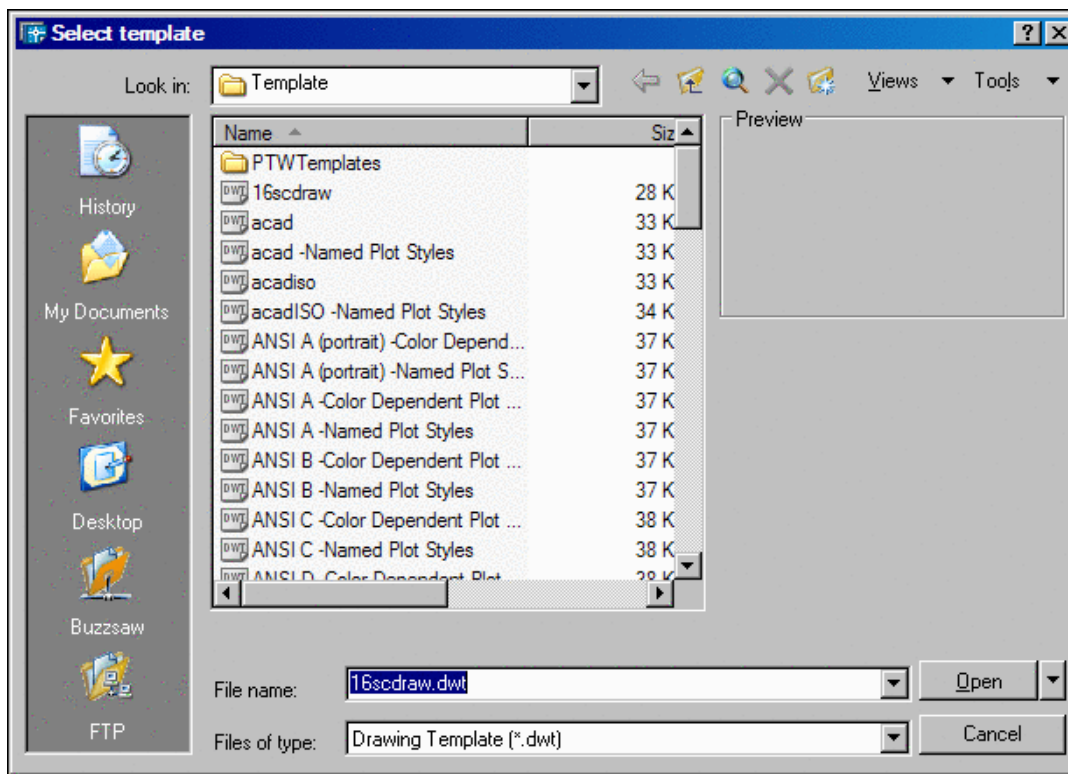 Select template
Look in: Template Views Tools
Name Siz
Preview
PTWTemplates
16scdraw 28 K
acad 33 K
acad -Named Plot Styles 33 K
acadiso 33 K
acadISO -Named Plot Styles 34 K
ANSI A (portrait) -Color Depend... 37 K
ANSI A (portrait) -Named Plot S... 37 K
ANSI A -Color Dependent Plot ... 37 K
ANSI A -Named Plot Styles 37 K
ANSI B -Color Dependent Plot ... 37 K
ANSI B -Named Plot Styles 37 K
ANSI C -Color Dependent Plot ... 38 K
ANSI C -Named Plot Styles 38 K
ANSI D -Color Dependent Plot
History
My Documents
Favorites
Desktop
Buzzsaw
FTP
File name: 16scdraw.dwt Open
Files of type: Drawing Template (*.dwt) Cancel